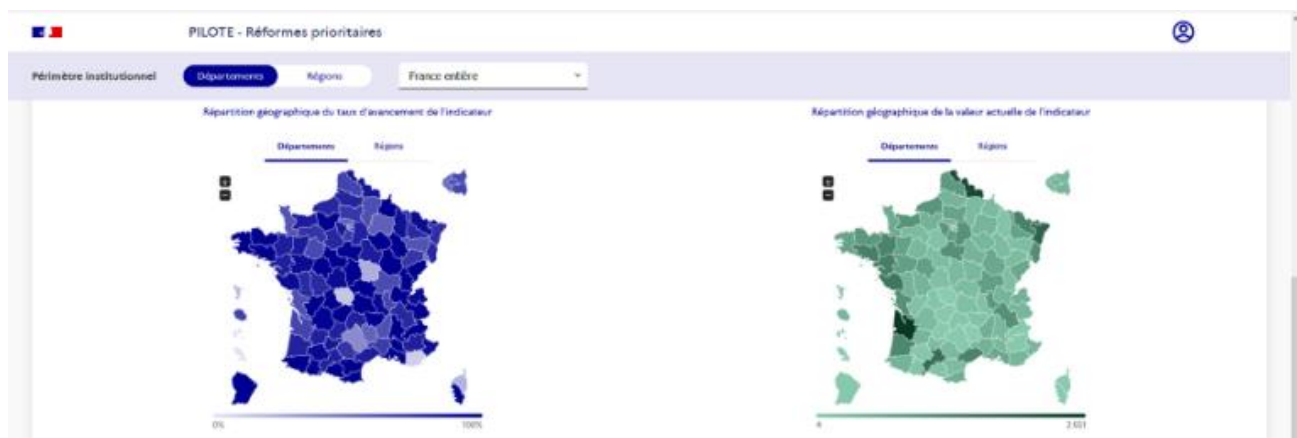 PILOTE - Réformes prioritaires
Périmètre institutionnel
Départements
Régions
France entière
Répartition géographique du taux d'avancement de l'indicateur
Répartition géographique de la valeur actuelle de l'indicateur
Départements
Régions
Départements
Régions
+
−
+
−
0%
100%